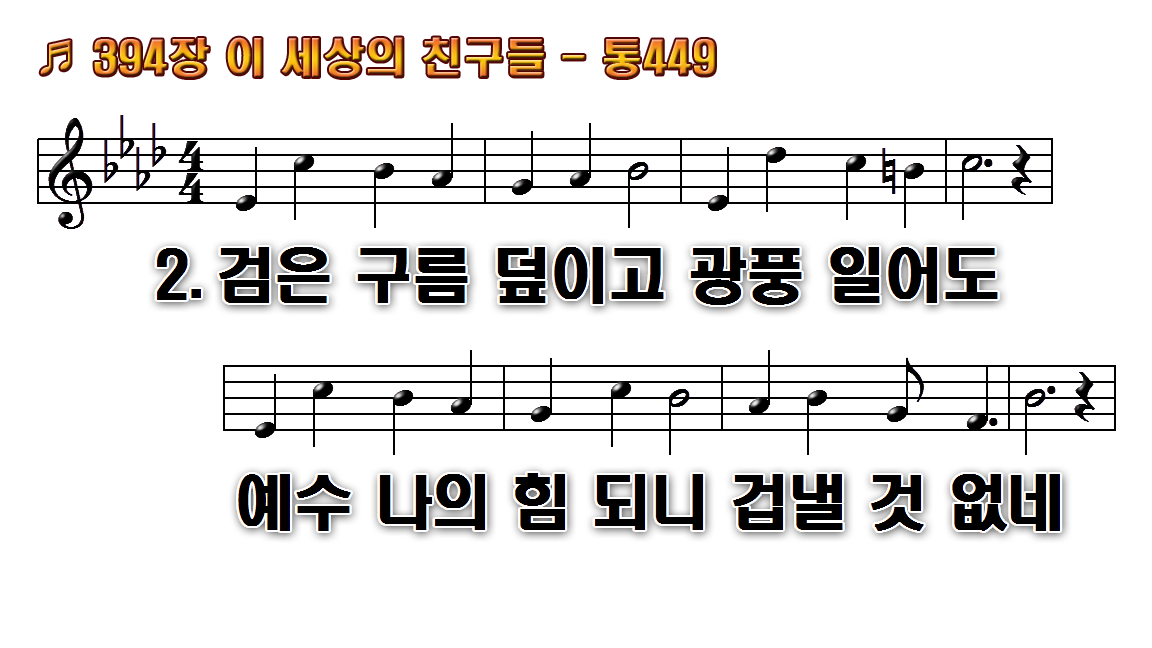 394장 이 세상의 친구들 - 통449
4
4
2. 검은 구름 덮이고 광풍 일어도
예수 나의 힘 되니 겁낼 것 없네